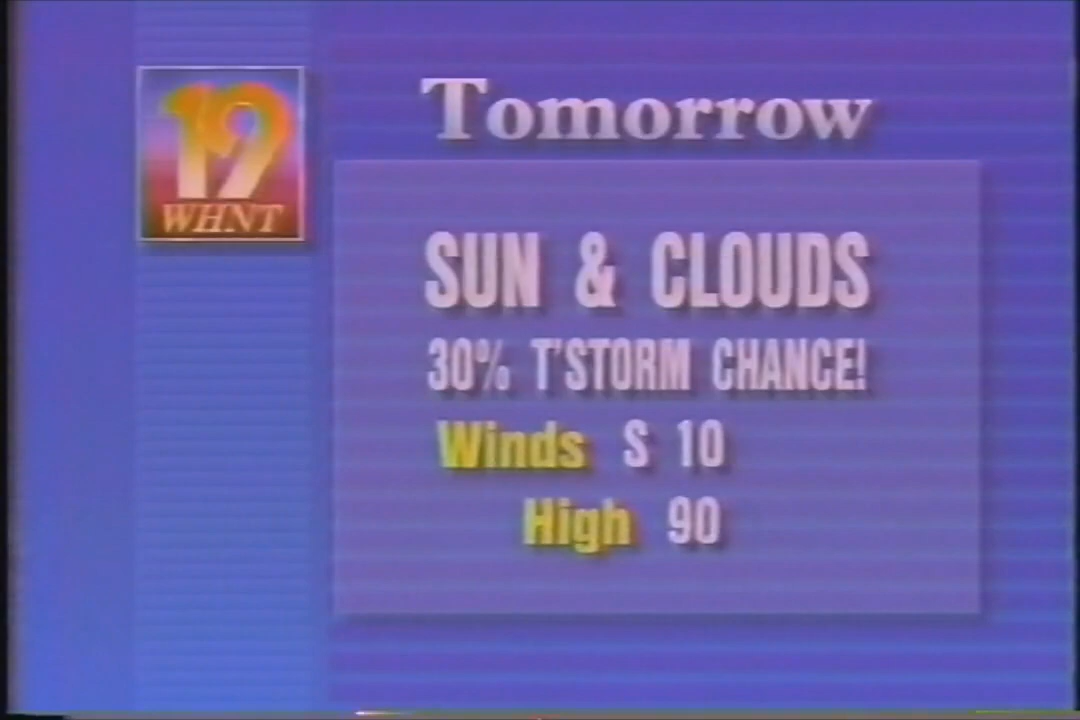 19
WHNT
Tomorrow
SUN & CLOUDS
30% T'STORM CHANCE!
Winds S 10
High 90